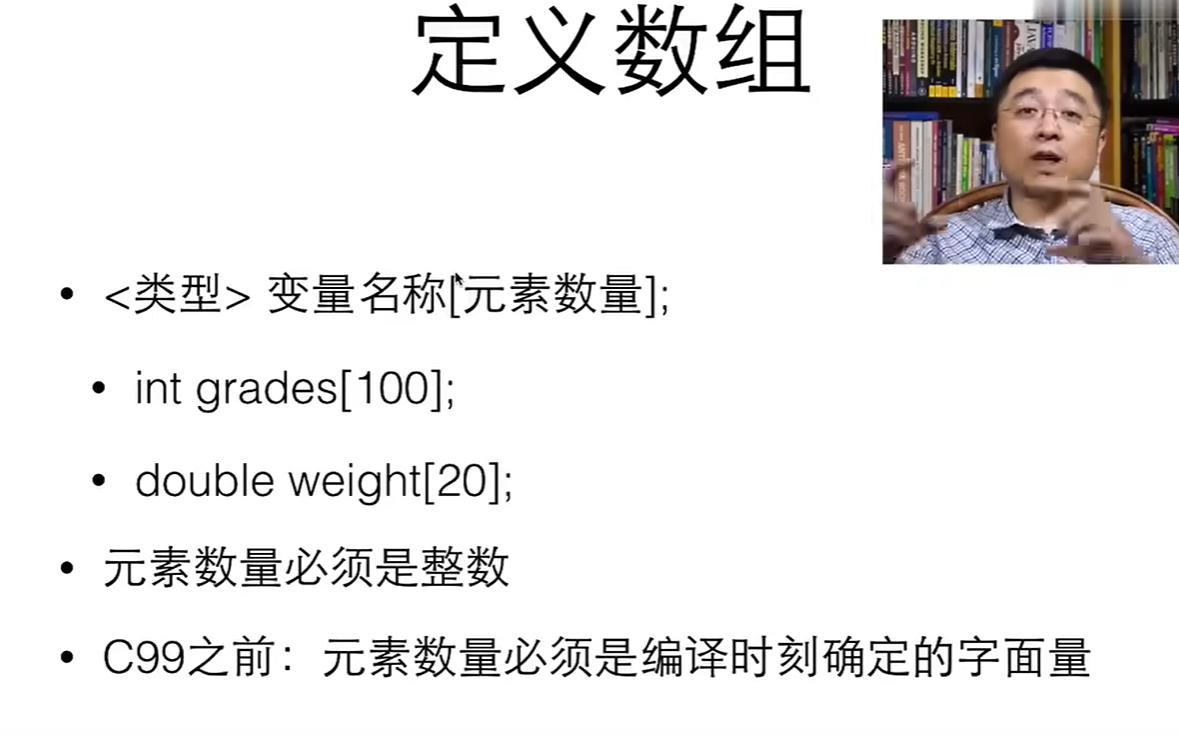 定义数组
<类型> 变量名称[元素数量];
int grades[100];
double weight[20];
元素数量必须是整数
C99之前：元素数量必须是编译时刻确定的字面量